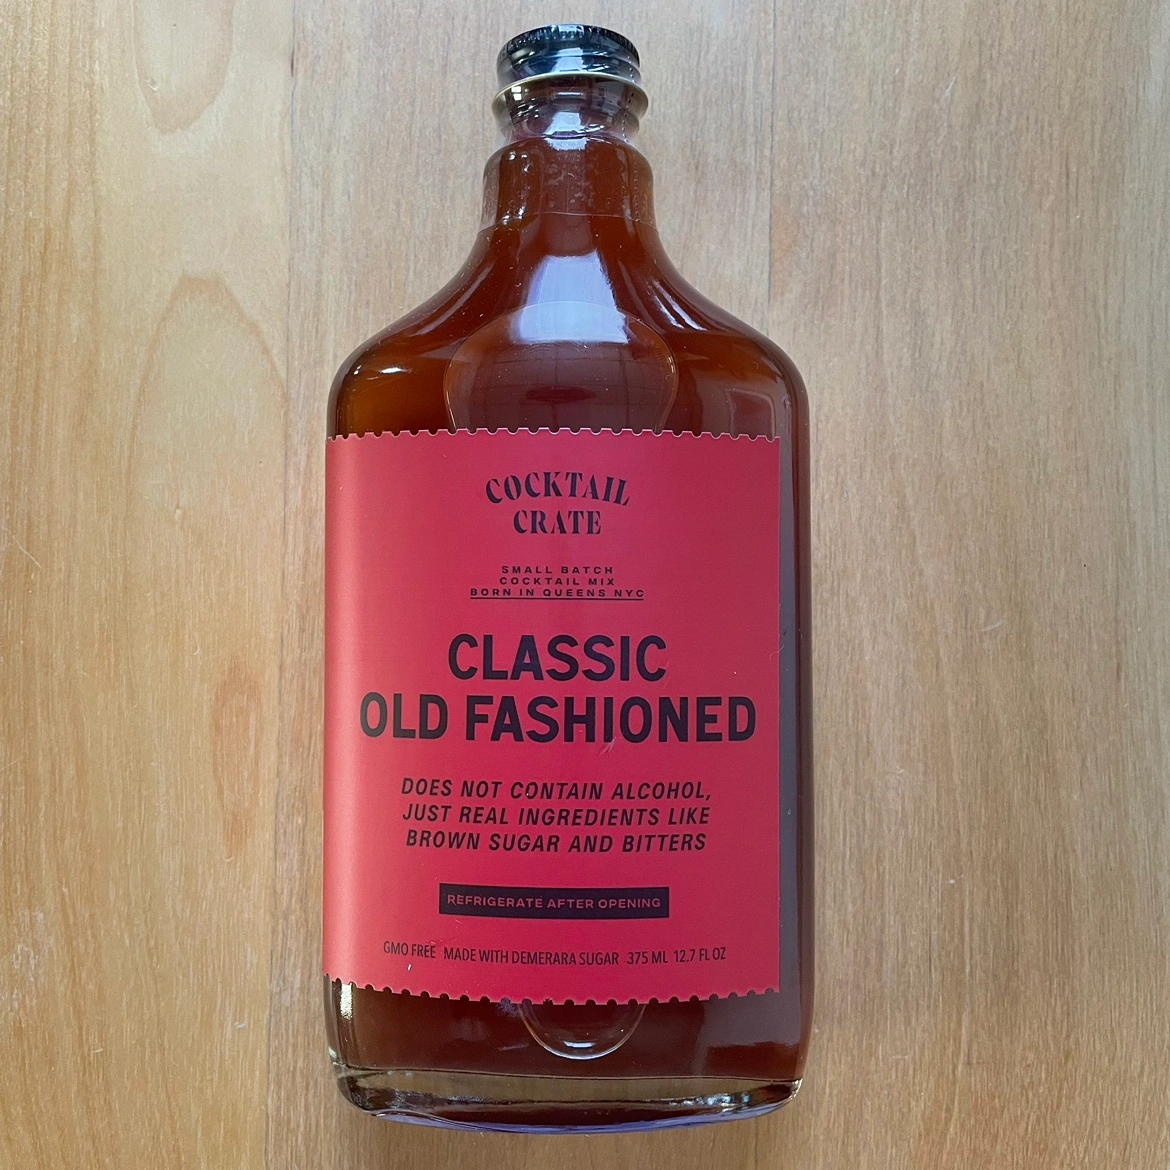 COCKTAIL
CRATE
SMALL BATCH
COCKTAIL MIX
BORN IN QUEENS NYC
CLASSIC
OLD FASHIONED
DOES NOT CONTAIN ALCOHOL,
JUST REAL INGREDIENTS LIKE
BROWN SUGAR AND BITTERS
REFRIGERATE AFTER OPENING
GMO FREE MADE WITH DEMERARA SUGAR 375 ML 12.7 FL OZ